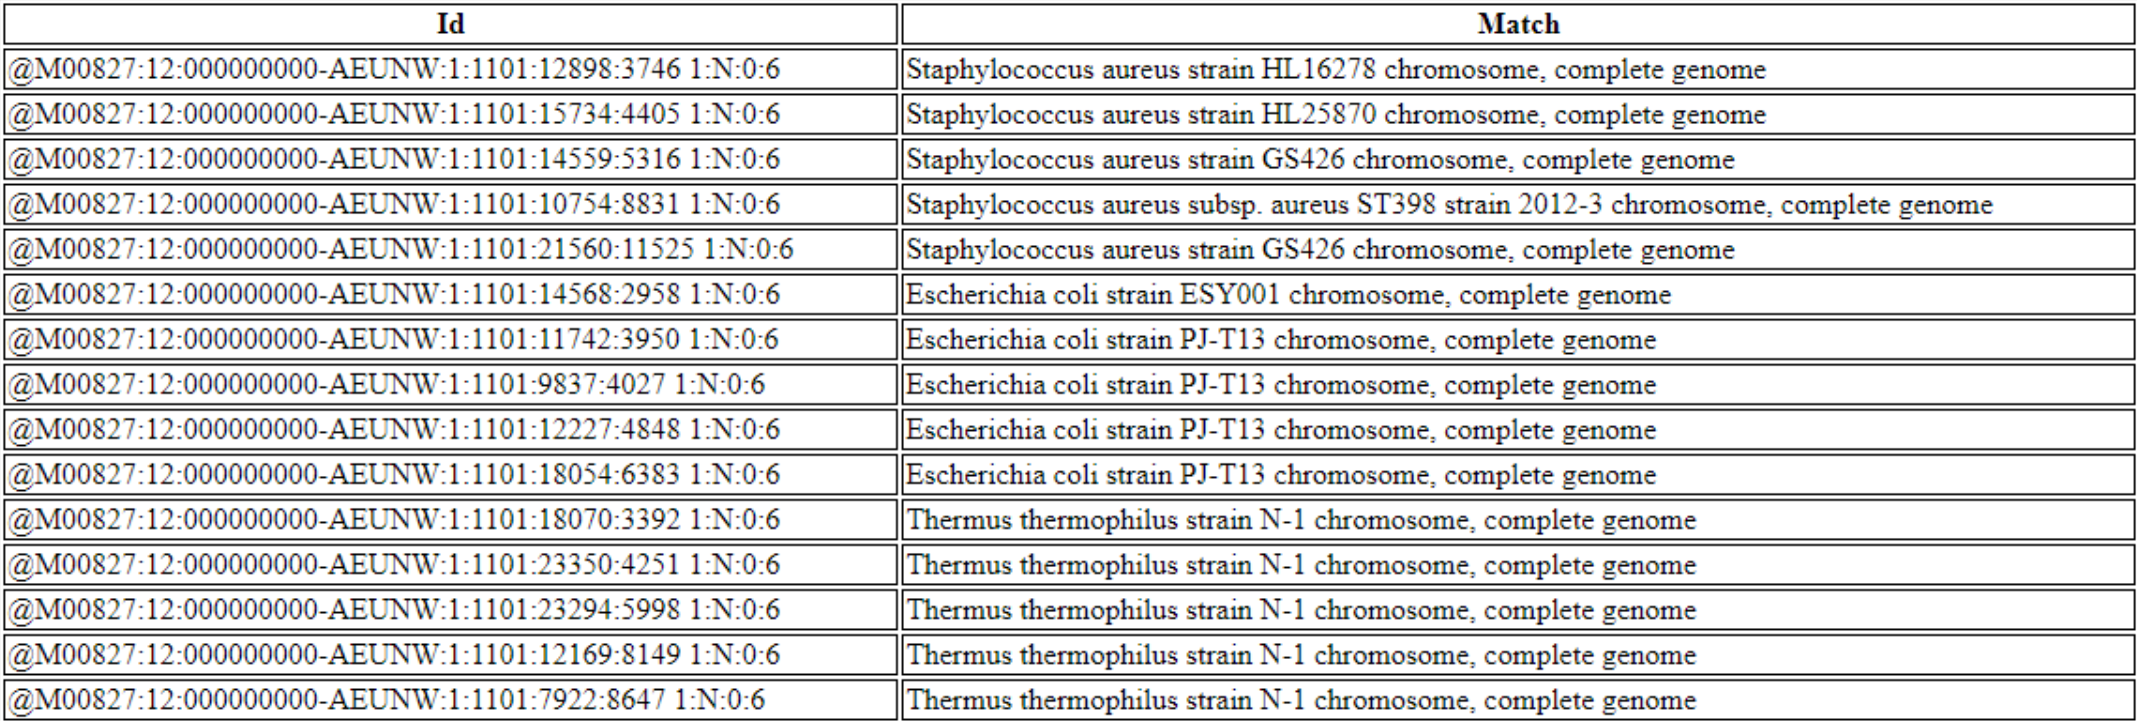 Id Match
@M00827:12:000000000-AEUNW:1:1101:12898:3746 1:N:0:6 Staphylococcus aureus strain HL16278 chromosome, complete genome
@M00827:12:000000000-AEUNW:1:1101:15734:4405 1:N:0:6 Staphylococcus aureus strain HL25870 chromosome, complete genome
@M00827:12:000000000-AEUNW:1:1101:14559:5316 1:N:0:6 Staphylococcus aureus strain GS426 chromosome, complete genome
@M00827:12:000000000-AEUNW:1:1101:10754:8831 1:N:0:6 Staphylococcus aureus subsp. aureus ST398 strain 2012-3 chromosome, complete genome
@M00827:12:000000000-AEUNW:1:1101:21560:11525 1:N:0:6 Staphylococcus aureus strain GS426 chromosome, complete genome
@M00827:12:000000000-AEUNW:1:1101:14568:2958 1:N:0:6 Escherichia coli strain ESY001 chromosome, complete genome
@M00827:12:000000000-AEUNW:1:1101:11742:3950 1:N:0:6 Escherichia coli strain PJ-T13 chromosome, complete genome
@M00827:12:000000000-AEUNW:1:1101:9837:4027 1:N:0:6 Escherichia coli strain PJ-T13 chromosome, complete genome
@M00827:12:000000000-AEUNW:1:1101:12227:4848 1:N:0:6 Escherichia coli strain PJ-T13 chromosome, complete genome
@M00827:12:000000000-AEUNW:1:1101:18054:6383 1:N:0:6 Escherichia coli strain PJ-T13 chromosome, complete genome
@M00827:12:000000000-AEUNW:1:1101:18070:3392 1:N:0:6 Thermus thermophilus strain N-1 chromosome, complete genome
@M00827:12:000000000-AEUNW:1:1101:23350:4251 1:N:0:6 Thermus thermophilus strain N-1 chromosome, complete genome
@M00827:12:000000000-AEUNW:1:1101:23294:5998 1:N:0:6 Thermus thermophilus strain N-1 chromosome, complete genome
@M00827:12:000000000-AEUNW:1:1101:12169:8149 1:N:0:6 Thermus thermophilus strain N-1 chromosome, complete genome
@M00827:12:000000000-AEUNW:1:1101:7922:8647 1:N:0:6 Thermus thermophilus strain N-1 chromosome, complete genome